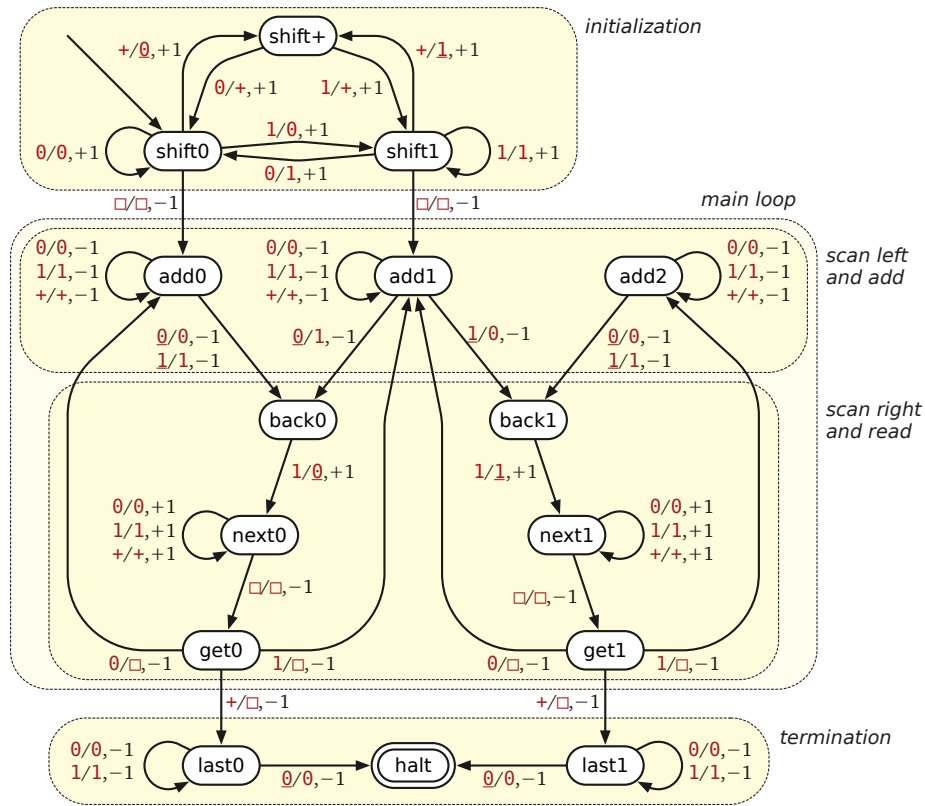 initialization
shift+
+/0̲,+1
+/1̲,+1
0/+,+1
1/+,+1
1/0,+1
0/0,+1
shift0
shift1
1/1,+1
0/1,+1
□/□,−1
□/□,−1
main loop
0/0,−1
1/1,−1
+/+,−1
add0
0/0,−1
1/1,−1
+/+,−1
add1
add2
0/0,−1
1/1,−1
+/+,−1
scan left
and add
0̲/0,−1
1̲/1,−1
0̲/1,−1
1̲/0,−1
0̲/0,−1
1̲/1,−1
back0
back1
scan right
and read
1/0̲,+1
1/1̲,+1
0/0,+1
1/1,+1
+/+,+1
next0
next1
0/0,+1
1/1,+1
+/+,+1
□/□,−1
□/□,−1
get0
get1
0/□,−1
1/□,−1
0/□,−1
1/□,−1
+/□,−1
+/□,−1
termination
0/0,−1
1/1,−1
last0
0̲/0,−1
halt
0̲/0,−1
last1
0/0,−1
1/1,−1